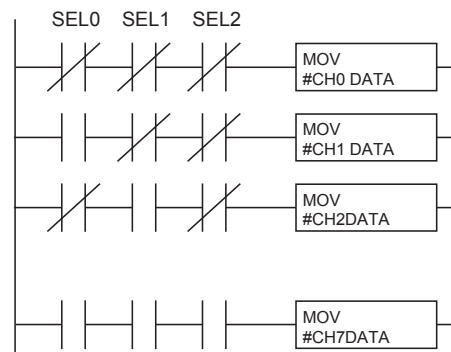 SEL0 SEL1 SEL2
MOV
#CH0 DATA
MOV
#CH1 DATA
MOV
#CH2DATA
MOV
#CH7DATA